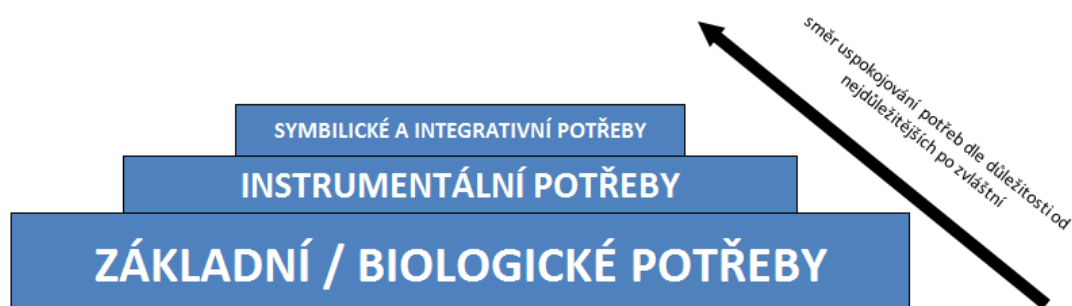 SYMBILICKÉ A INTEGRATIVNÍ POTŘEBY
INSTRUMENTÁLNÍ POTŘEBY
ZÁKLADNÍ / BIOLOGICKÉ POTŘEBY
směr uspokojování potřeb dle důležitosti od
nejdůležitějších po zvláštní